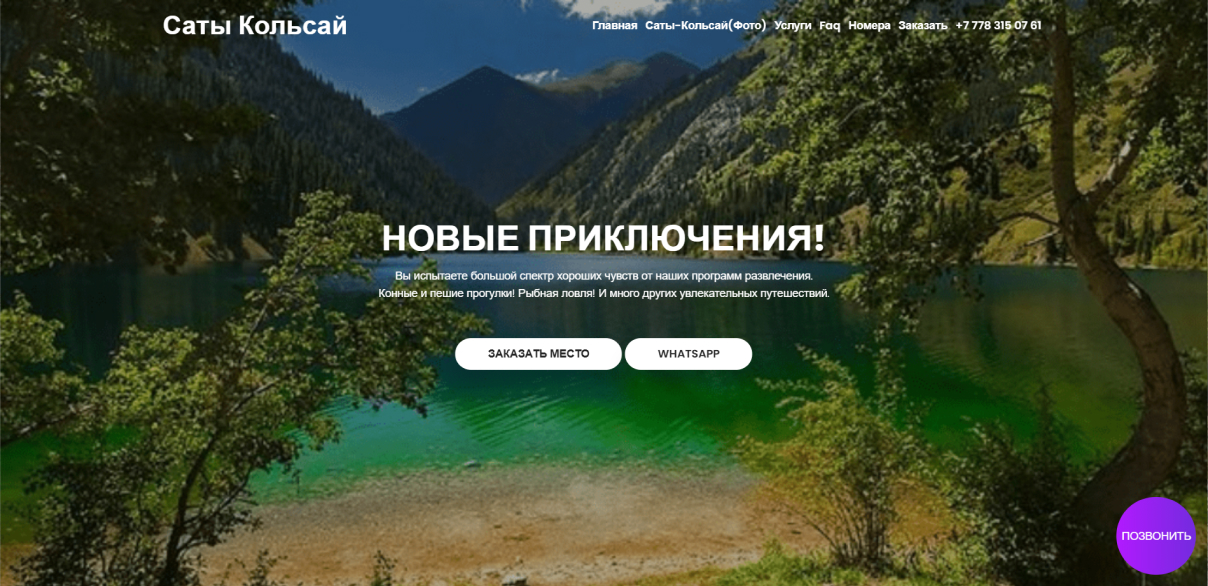 Саты Кольсай
Главная Саты-Кольсай(Фото) Услуги Faq Номера Заказать +7 778 315 07 61
НОВЫЕ ПРИКЛЮЧЕНИЯ!
Вы испытаете большой спектр хороших чувств от наших программ развлечения.
Конные и пешие прогулки! Рыбная ловля! И много других увлекательных путешествий.
ЗАКАЗАТЬ МЕСТО WHATSAPP
ПОЗВОНИТЬ